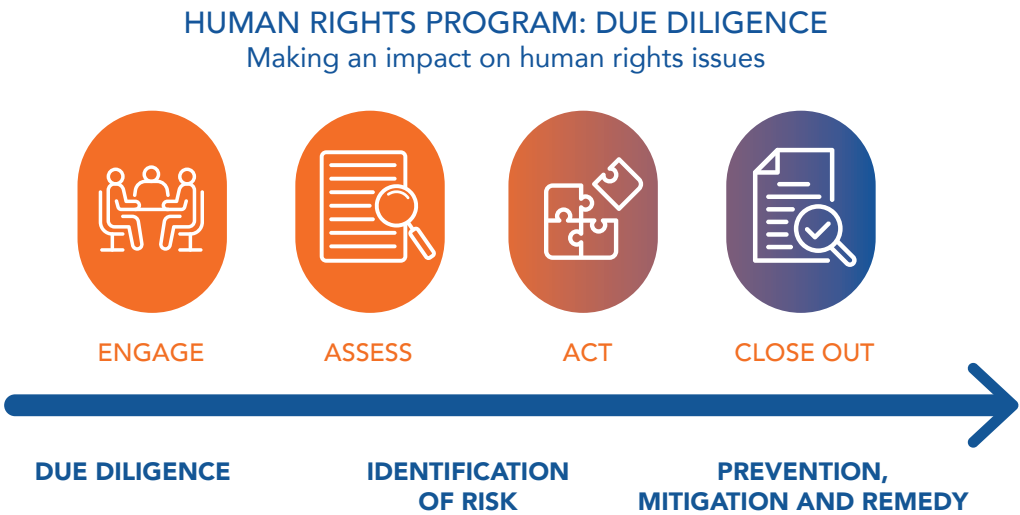 HUMAN RIGHTS PROGRAM: DUE DILIGENCE
Making an impact on human rights issues
ENGAGE
ASSESS
ACT
CLOSE OUT
DUE DILIGENCE
IDENTIFICATION
OF RISK
PREVENTION,
MITIGATION AND REMEDY